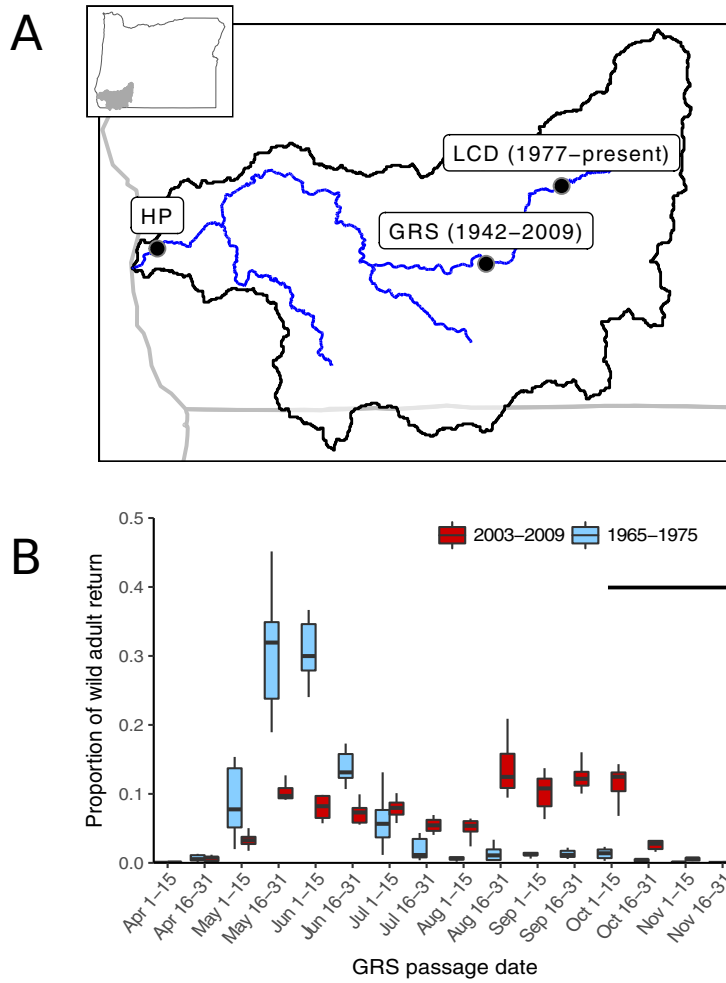 A
LCD (1977–present)
HP
GRS (1942–2009)
B
2003–2009 1965–1975
Proportion of wild adult return
0.5
0.4
0.3
0.2
0.1
0.0
Apr 1–15
Apr 16–31
May 1–15
May 16–31
Jun 1–15
Jun 16–31
Jul 1–15
Jul 16–31
Aug 1–15
Aug 16–31
Sep 1–15
Sep 16–31
Oct 1–15
Oct 16–31
Nov 1–15
Nov 16–31
GRS passage date